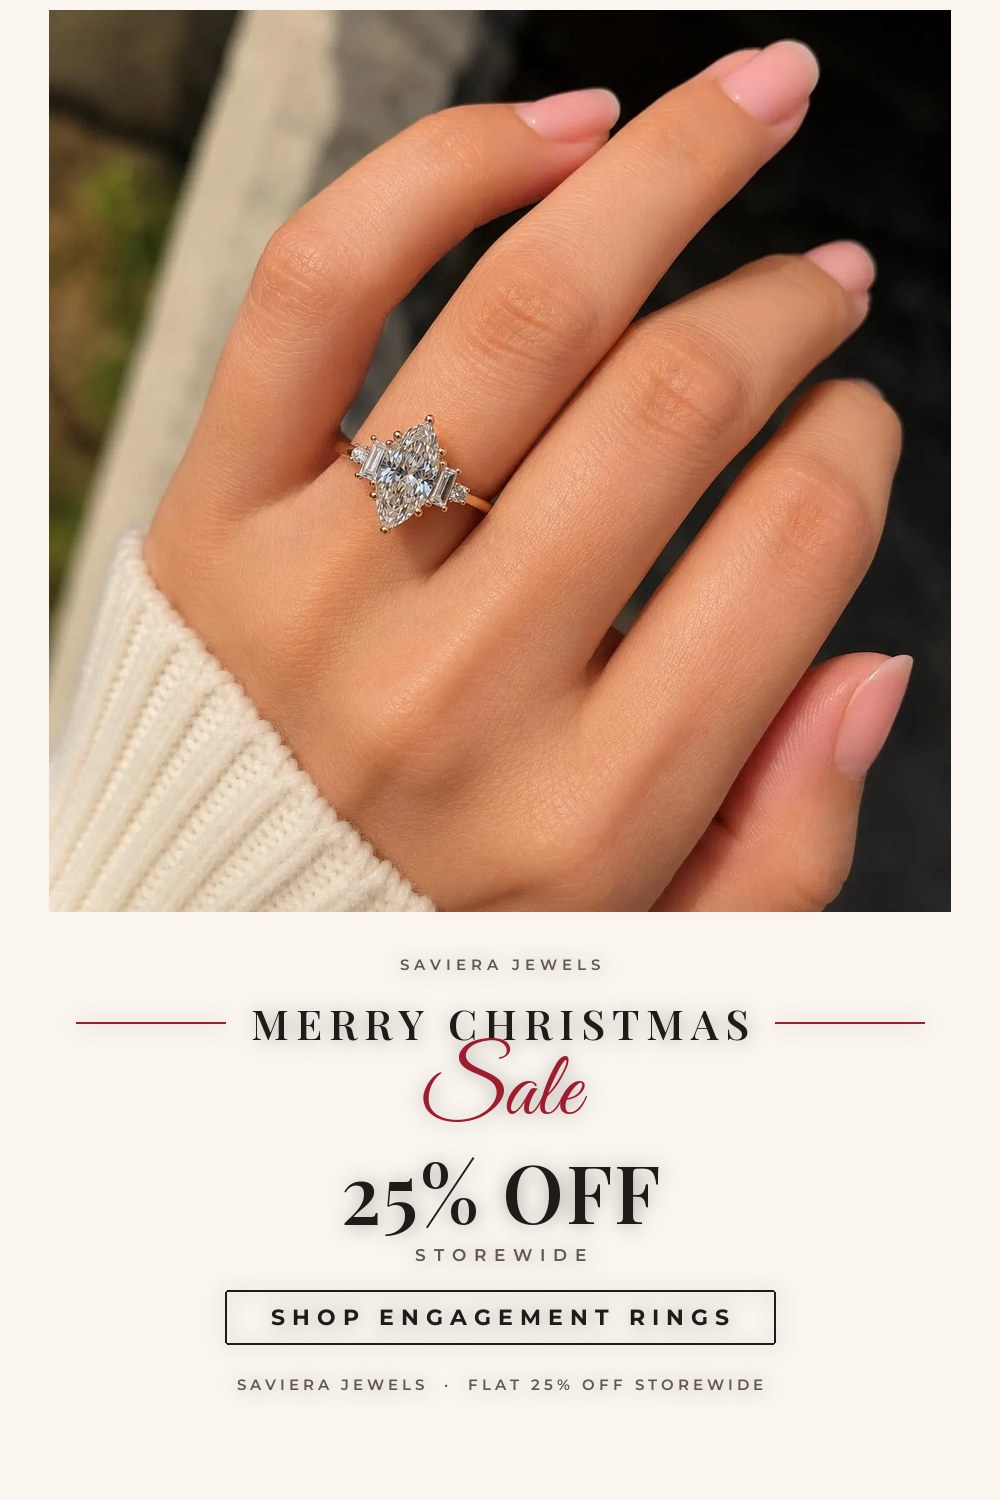 SAVIERA JEWELS
MERRY CHRISTMAS
Sale
25% OFF
STOREWIDE
SHOP ENGAGEMENT RINGS
SAVIERA JEWELS · FLAT 25% OFF STOREWIDE